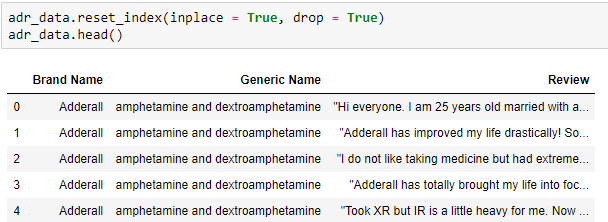 adr_data.reset_index(inplace = True, drop = True)
adr_data.head()
Brand Name Generic Name Review
0 Adderall amphetamine and dextroamphetamine "Hi everyone. I am 25 years old married with a...
1 Adderall amphetamine and dextroamphetamine "Adderall has improved my life drastically! So...
2 Adderall amphetamine and dextroamphetamine "I do not like taking medicine but had extreme...
3 Adderall amphetamine and dextroamphetamine "Adderall has totally brought my life into foc...
4 Adderall amphetamine and dextroamphetamine "Took XR but IR is a little heavy for me. Now ...